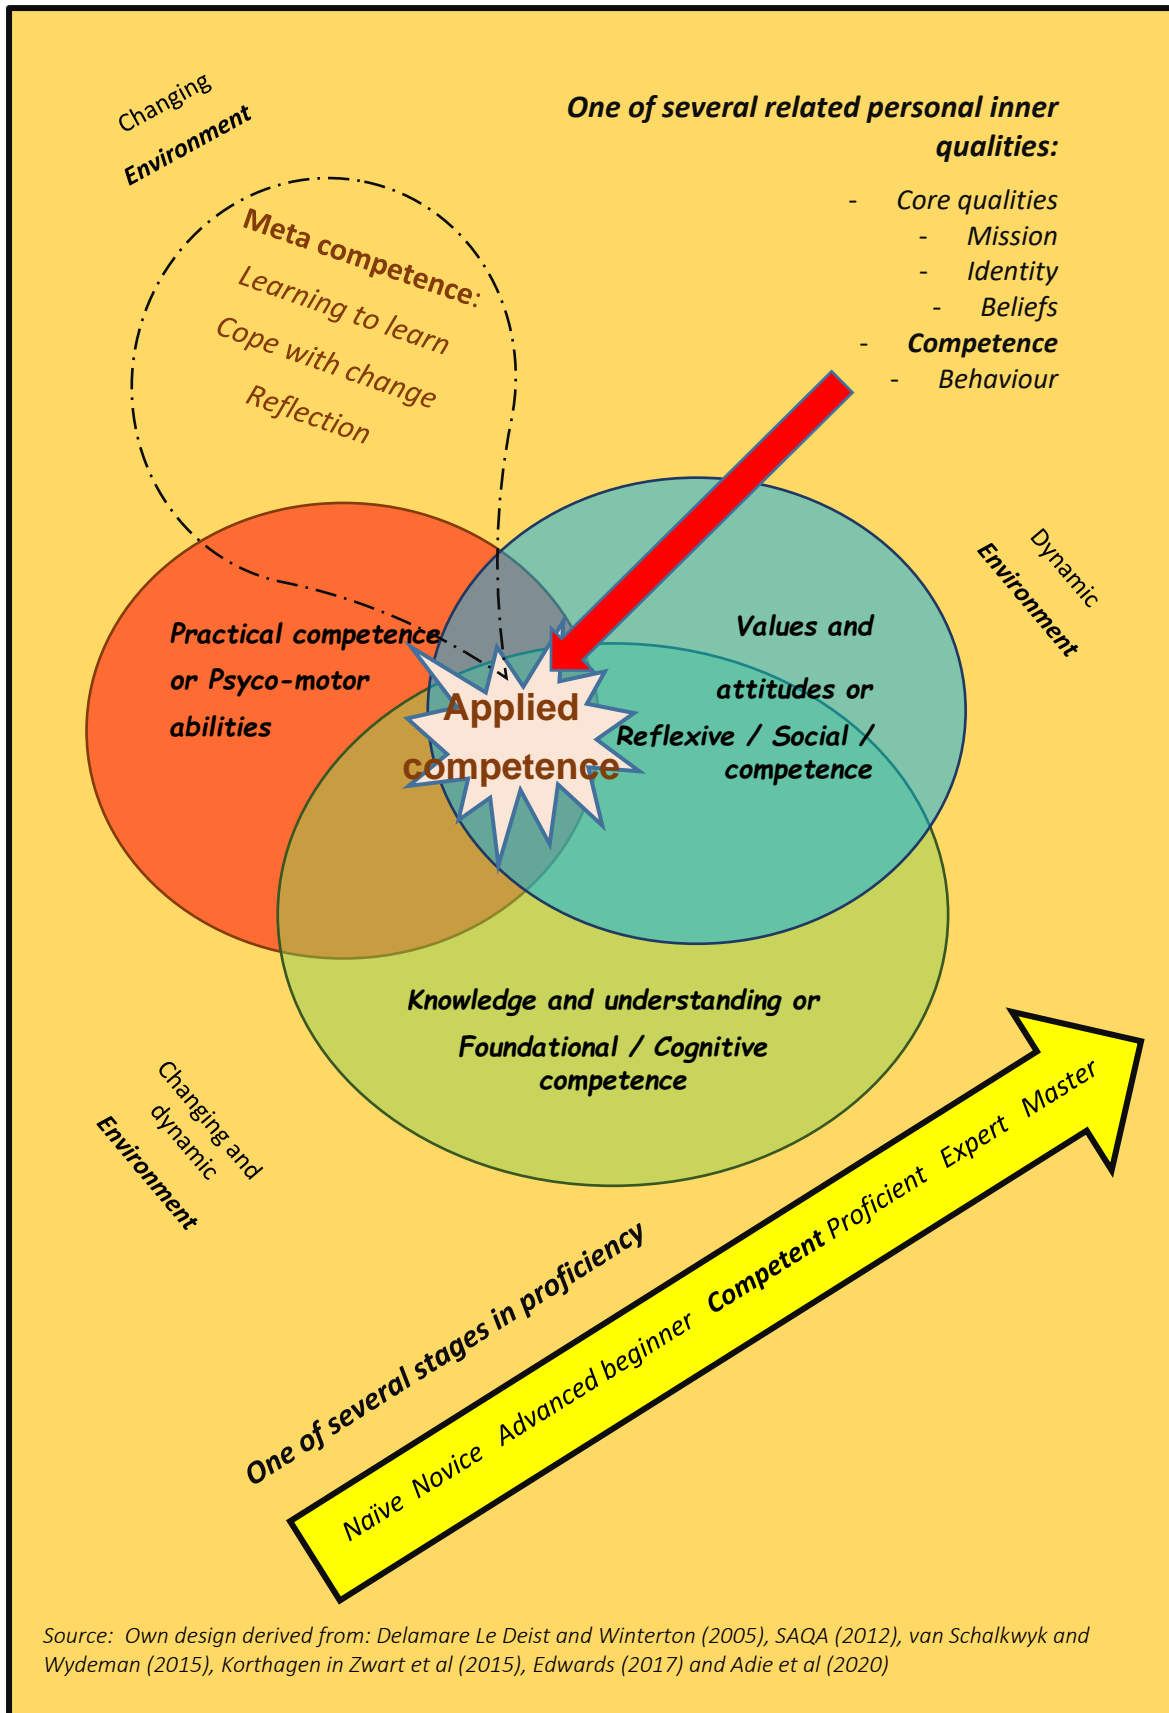 Changing
Environment
One of several related personal inner
qualities:
- Core qualities
- Mission
- Identity
- Beliefs
- Competence
- Behaviour
Meta competence:
Learning to learn
Cope with change
Reflection
Dynamic
Environment
Practical competence
or Psyco-motor
abilities
Values and
attitudes or
Reflexive / Social /
competence
Applied
competence
Knowledge and understanding or
Foundational / Cognitive
competence
Changing and
dynamic
Environment
One of several stages in proficiency
Naïve Novice Advanced beginner Competent Proficient Expert Master
Source: Own design derived from: Delamare Le Deist and Winterton (2005), SAQA (2012), van Schalkwyk and
Wydeman (2015), Korthagen in Zwart et al (2015), Edwards (2017) and Adie et al (2020)